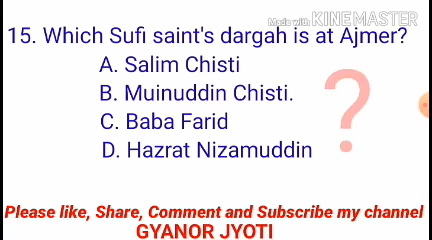 Made with KINEMASTER
15. Which Sufi saint's dargah is at Ajmer?
A. Salim Chisti
B. Muinuddin Chisti.
C. Baba Farid
D. Hazrat Nizamuddin
?
Please like, Share, Comment and Subscribe my channel
GYANOR JYOTI